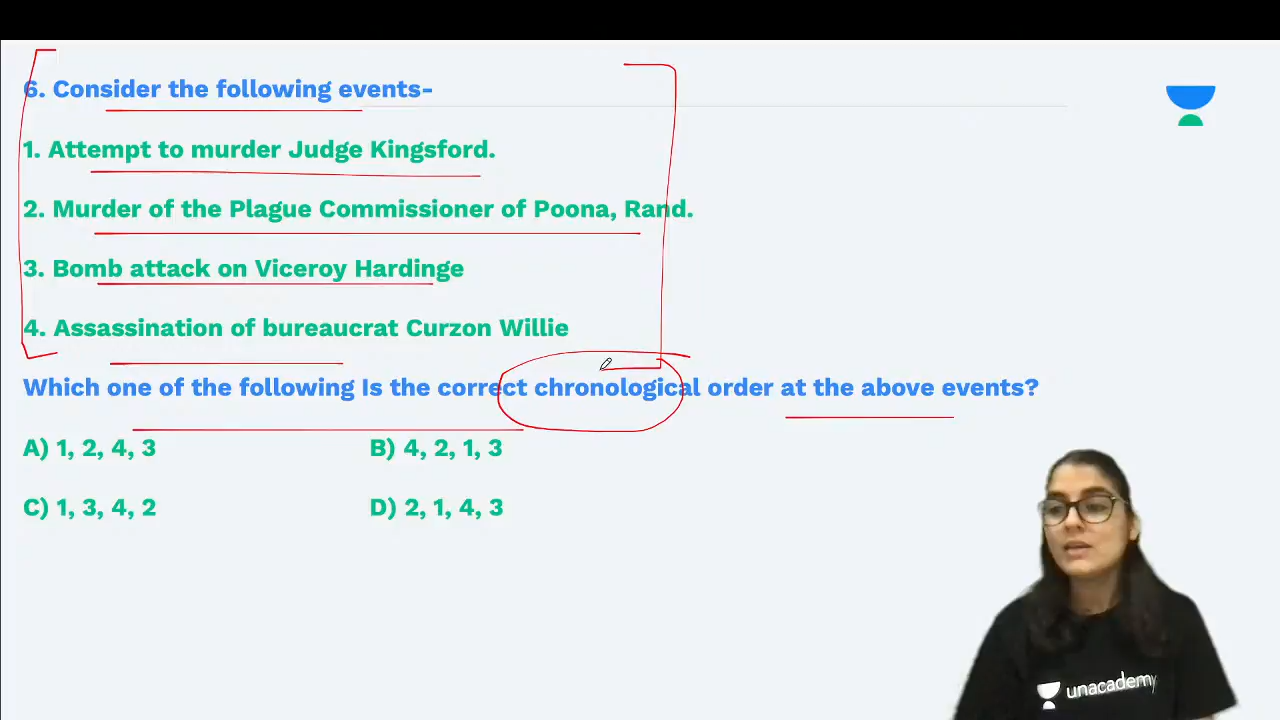 6. Consider the following events-
1. Attempt to murder Judge Kingsford.
2. Murder of the Plague Commissioner of Poona, Rand.
3. Bomb attack on Viceroy Hardinge
4. Assassination of bureaucrat Curzon Willie
Which one of the following Is the correct chronological order at the above events?
A) 1, 2, 4, 3 B) 4, 2, 1, 3
C) 1, 3, 4, 2 D) 2, 1, 4, 3
unacademy